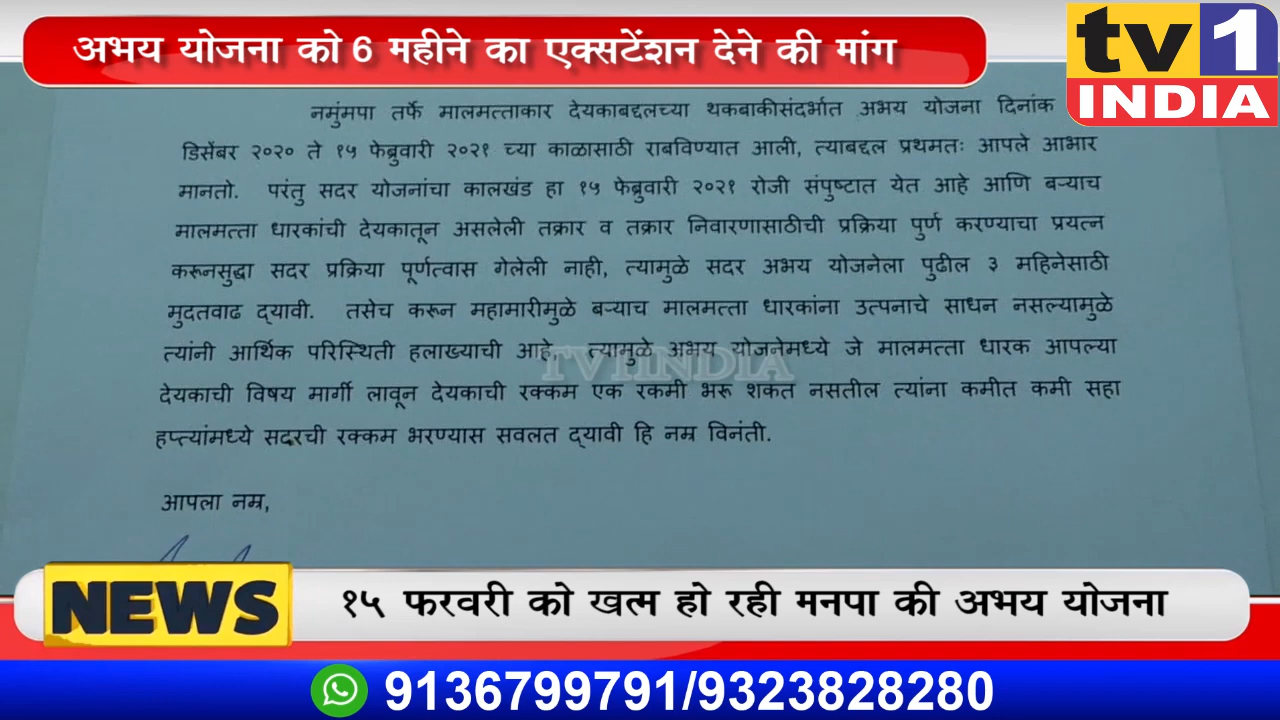 अभय योजना को 6 महीने का एक्सटेंशन देने की मांग
tv1
INDIA
नमुंमपा तर्फे मालमत्ताकार देयकाबद्दलच्या थकबाकीसंदर्भात अभय योजना दिनांक
डिसेंबर २०२० ते १५ फेब्रुवारी २०२१ च्या काळासाठी राबविण्यात आली, त्याबद्दल प्रथमतः आपले आभार
मानतो. परंतु सदर योजनांचा कालखंड हा १५ फेब्रुवारी २०२१ रोजी संपुष्टात येत आहे आणि बऱ्याच
मालमत्ता धारकांची देयकातून असलेली तक्रार व तक्रार निवारणासाठीची प्रक्रिया पुर्ण करण्याचा प्रयत्न
करूनसुद्धा सदर प्रक्रिया पूर्णत्वास गेलेली नाही, त्यामुळे सदर अभय योजनेला पुढील ३ महिनेसाठी
मुदतवाढ द्यावी. तसेच करून महामारीमुळे बऱ्याच मालमत्ता धारकांना उत्पनाचे साधन नसल्यामुळे
त्यांनी आर्थिक परिस्थिती हलाख्याची आहे, त्यामुळे अभय योजनेमध्ये जे मालमत्ता धारक आपल्या
TV1INDIA
देयकाची विषय मार्गी लावून देयकाची रक्कम एक रकमी भरू शकत नसतील त्यांना कमीत कमी सहा
हप्त्यांमध्ये सदरची रक्कम भरण्यास सवलत द्यावी हि नम्र विनंती.
आपला नम्र,
NEWS
१५ फरवरी को खत्म हो रही मनपा की अभय योजना
9136799791/9323828280